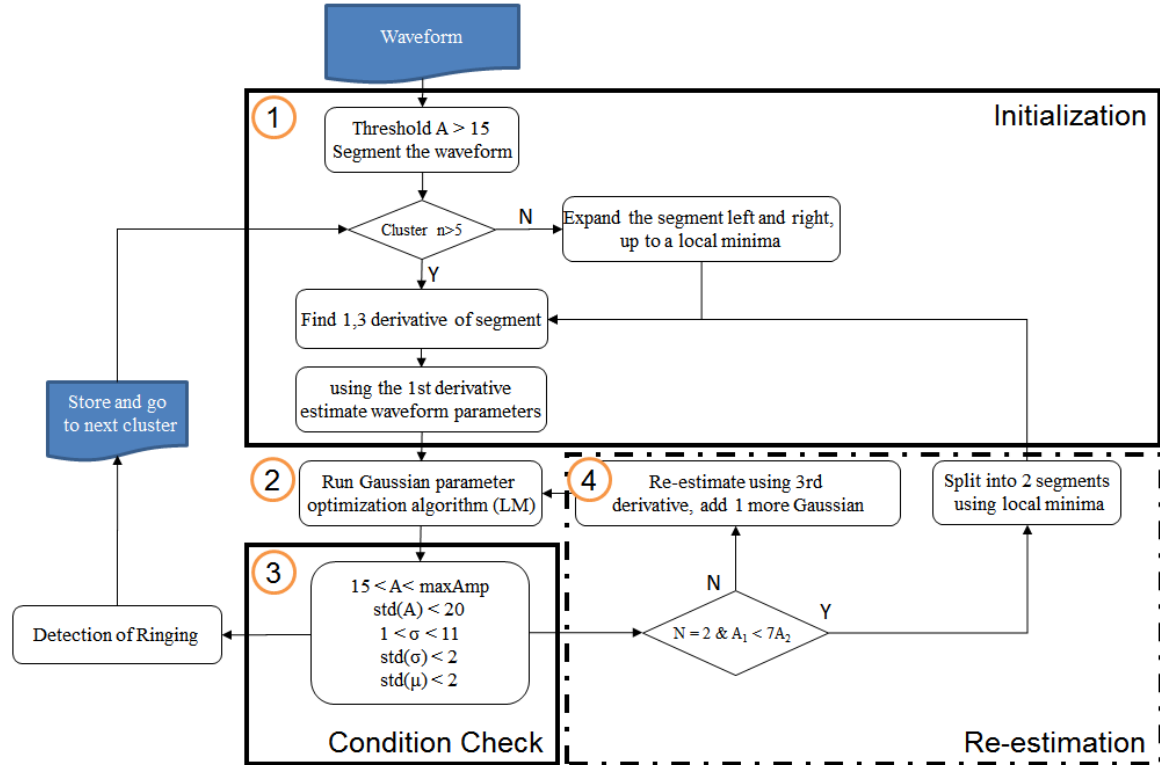 Waveform
1
Initialization
Threshold A > 15
Segment the waveform
Cluster n>5
N
Expand the segment left and right,
up to a local minima
Y
Find 1,3 derivative of segment
using the 1st derivative
estimate waveform parameters
Store and go
to next cluster
2
Run Gaussian parameter
optimization algorithm (LM)
4
Re-estimate using 3rd
derivative, add 1 more Gaussian
Split into 2 segments
using local minima
3
15 < A< maxAmp
std(A) < 20
1 < σ < 11
std(σ) < 2
std(μ) < 2
Detection of Ringing
N
N = 2 & A₁ < 7A₂
Y
Condition Check
Re-estimation